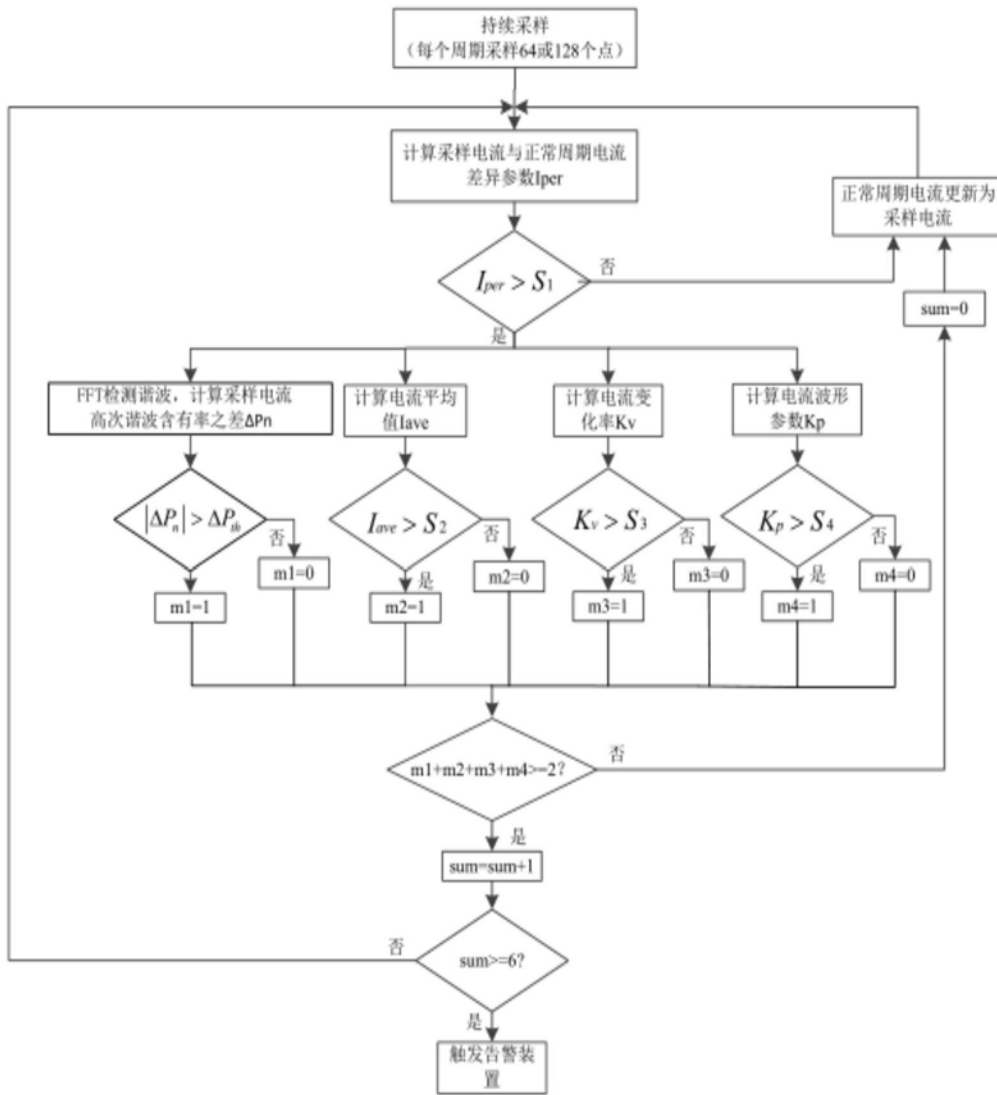 持续采样
（每个周期采样64或128个点）
计算采样电流与正常周期电流
差异参数Iper
正常周期电流更新为
采样电流
Iper > S1
否
sum=0
是
FFT检测谐波，计算采样电流
高次谐波含有率之差ΔPn
计算电流平均
值Iave
计算电流变
化率Kv
计算电流波形
参数Kp
|ΔPn| > ΔPth
否
Iave > S2
否
是
Kv > S3
否
是
Kp > S4
否
是
m1=0
m2=0
m3=0
m4=0
m1=1
m2=1
m3=1
m4=1
m1+m2+m3+m4>=2?
否
是
sum=sum+1
否
sum>=6?
是
触发告警装
置